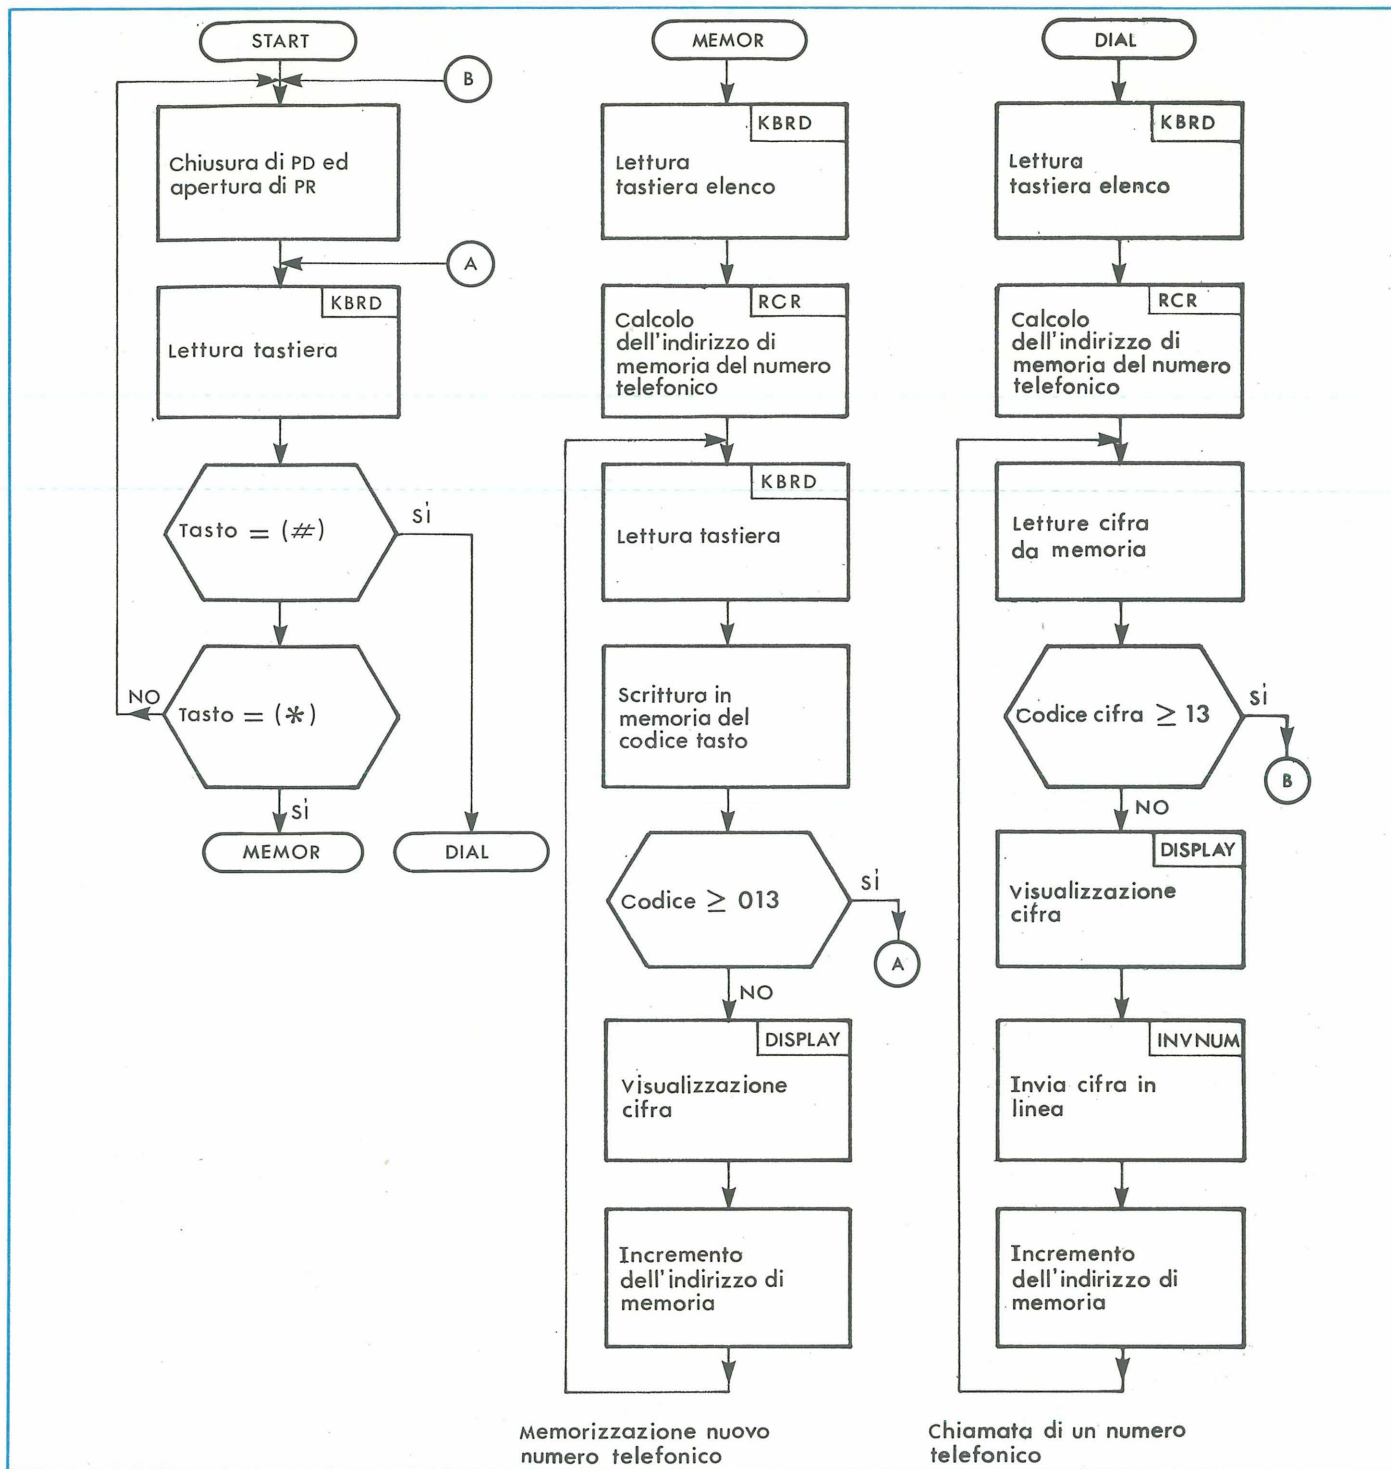 START
B
Chiusura di PD ed
apertura di PR
A
KBRD
Lettura tastiera
Tasto = (#)
sì
NO
Tasto = (*)
sì
MEMOR
DIAL
MEMOR
KBRD
Lettura
tastiera elenco
RCR
Calcolo
dell'indirizzo di
memoria del numero
telefonico
KBRD
Lettura tastiera
Scrittura in
memoria del
codice tasto
Codice ≥ 013
sì
A
NO
DISPLAY
Visualizzazione
cifra
Incremento
dell'indirizzo di
memoria
Memorizzazione nuovo
numero telefonico
DIAL
KBRD
Lettura
tastiera elenco
RCR
Calcolo
dell'indirizzo di
memoria del numero
telefonico
Letture cifra
da memoria
Codice cifra ≥ 13
sì
B
NO
DISPLAY
Visualizzazione
cifra
INVNUM
Invia cifra in
linea
Incremento
dell'indirizzo di
memoria
Chiamata di un numero
telefonico